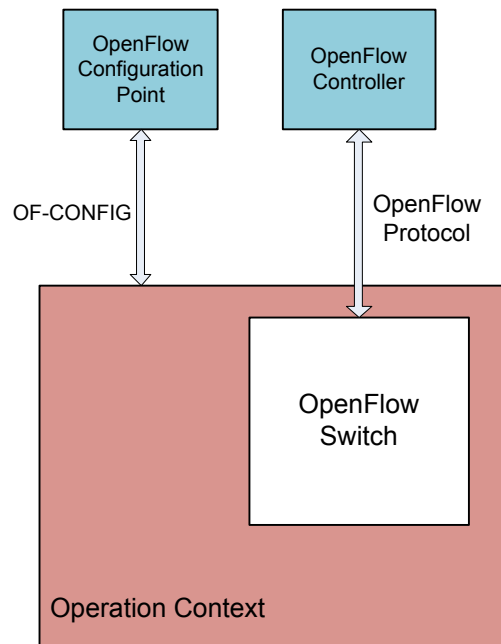 OpenFlow
Configuration
Point
OpenFlow
Controller
OF-CONFIG
OpenFlow
Protocol
OpenFlow
Switch
Operation Context